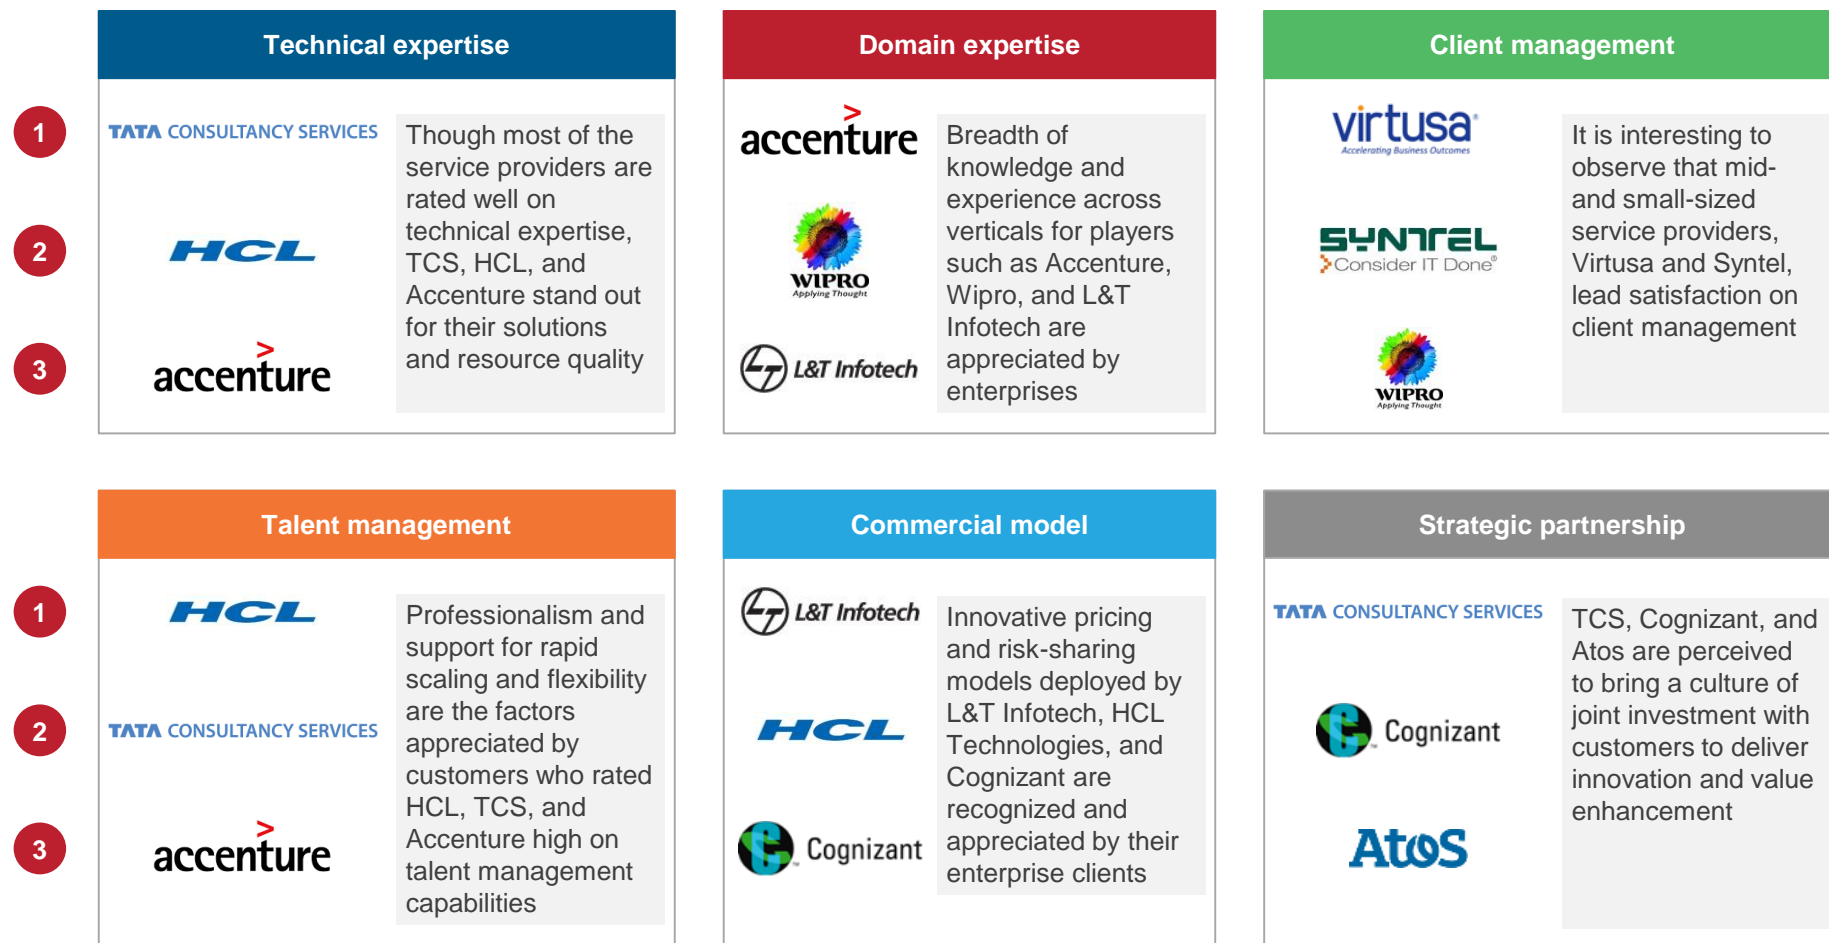 Technical expertise
1
TATA CONSULTANCY SERVICES
2
HCL
3
>
accenture
Though most of the
service providers are
rated well on
technical expertise,
TCS, HCL, and
Accenture stand out
for their solutions
and resource quality
Domain expertise
>
accenture
WIPRO
Applying Thought
L&T Infotech
Breadth of
knowledge and
experience across
verticals for players
such as Accenture,
Wipro, and L&T
Infotech are
appreciated by
enterprises
Client management
virtusa®
Accelerating Business Outcomes
SYNTEL
Consider IT Done®
WIPRO
Applying Thought
It is interesting to
observe that mid-
and small-sized
service providers,
Virtusa and Syntel,
lead satisfaction on
client management
Talent management
1
HCL
2
TATA CONSULTANCY SERVICES
3
>
accenture
Professionalism and
support for rapid
scaling and flexibility
are the factors
appreciated by
customers who rated
HCL, TCS, and
Accenture high on
talent management
capabilities
Commercial model
L&T Infotech
HCL
Cognizant
Innovative pricing
and risk-sharing
models deployed by
L&T Infotech, HCL
Technologies, and
Cognizant are
recognized and
appreciated by their
enterprise clients
Strategic partnership
TATA CONSULTANCY SERVICES
Cognizant
Atos
TCS, Cognizant, and
Atos are perceived
to bring a culture of
joint investment with
customers to deliver
innovation and value
enhancement